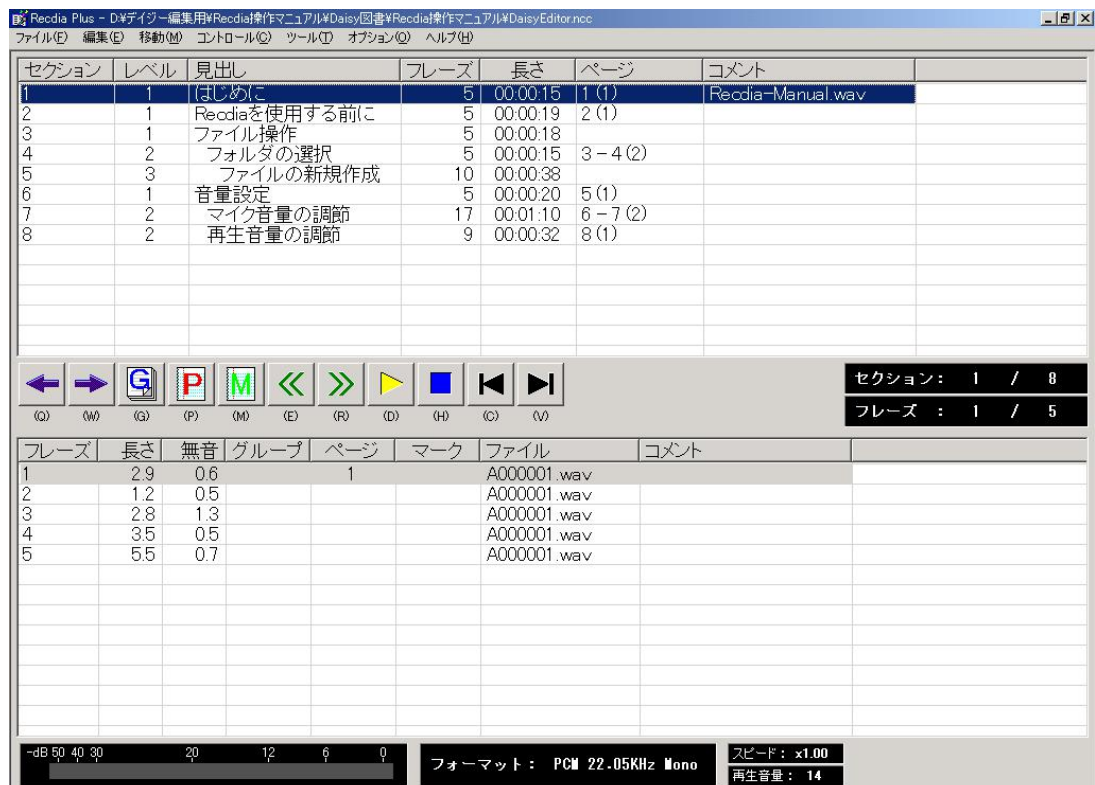 Recdia Plus - D:¥デイジー編集用¥Recdia操作マニュアル¥Daisy図書¥Recdia操作マニュアル¥DaisyEditor.ncc
ファイル(F) 編集(E) 移動(M) コントロール(C) ツール(T) オプション(O) ヘルプ(H)
セクション レベル 見出し フレーズ 長さ ページ コメント
1 1 はじめに 5 00:00:15 1(1) Recdia-Manual.wav
2 1 Recdiaを使用する前に 5 00:00:19 2(1)
3 1 ファイル操作 5 00:00:18
4 2 フォルダの選択 5 00:00:15 3-4(2)
5 3 ファイルの新規作成 10 00:00:38
6 1 音量設定 5 00:00:20 5(1)
7 2 マイク音量の調節 17 00:01:10 6-7(2)
8 2 再生音量の調節 9 00:00:32 8(1)
G P M
(Q) (W) (G) (P) (M) (E) (R) (D) (H) (C) (V)
セクション: 1 / 8
フレーズ : 1 / 5
フレーズ 長さ 無音 グループ ページ マーク ファイル コメント
1 2.9 0.6 1 A000001.wav
2 1.2 0.5 A000001.wav
3 2.8 1.3 A000001.wav
4 3.5 0.5 A000001.wav
5 5.5 0.7 A000001.wav
-dB 50 40 30 20 12 6 0
フォーマット: PCM 22.05KHz Mono
スピード: x1.00
再生音量: 14